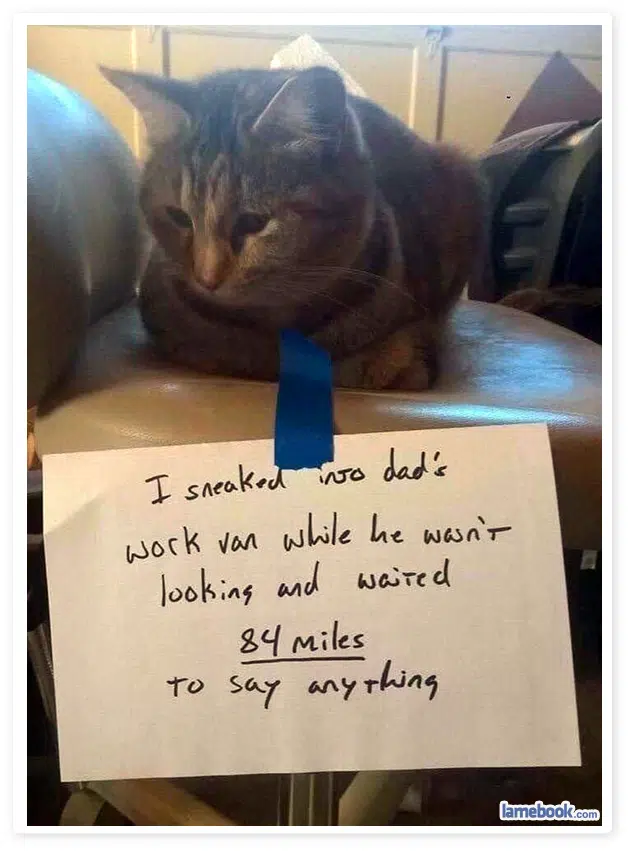 I sneaked into dad's
work van while he wasn't
looking and waited
84 miles
to say anything
lamebook.com